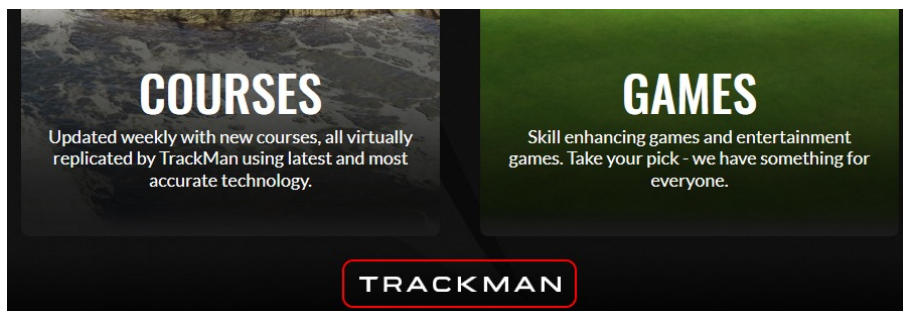 COURSES
Updated weekly with new courses, all virtually
replicated by TrackMan using latest and most
accurate technology.
GAMES
Skill enhancing games and entertainment
games. Take your pick - we have something for
everyone.
TRACKMAN